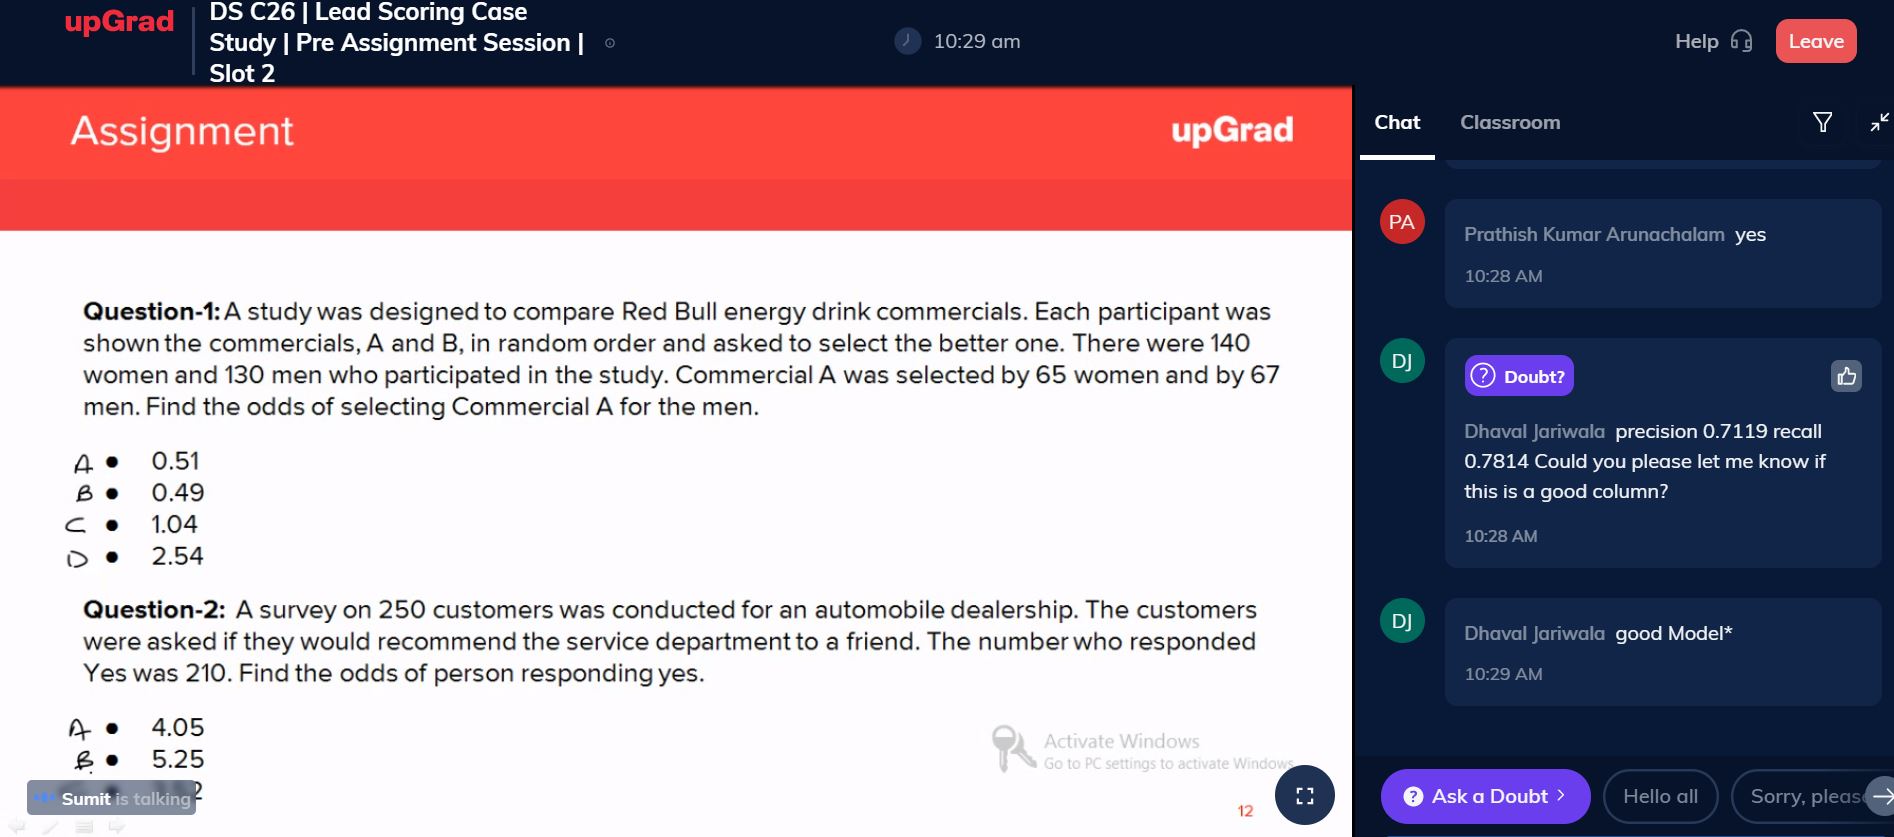 upGrad
DS C26 | Lead Scoring Case
Study | Pre Assignment Session |
Slot 2
10:29 am
Help
Leave
Assignment
upGrad
Question-1: A study was designed to compare Red Bull energy drink commercials. Each participant was
shown the commercials, A and B, in random order and asked to select the better one. There were 140
women and 130 men who participated in the study. Commercial A was selected by 65 women and by 67
men. Find the odds of selecting Commercial A for the men.
A • 0.51
B • 0.49
C • 1.04
D • 2.54
Question-2: A survey on 250 customers was conducted for an automobile dealership. The customers
were asked if they would recommend the service department to a friend. The number who responded
Yes was 210. Find the odds of person responding yes.
A • 4.05
B • 5.25
Sumit is talking
Activate Windows
Go to PC settings to activate Windows.
12
Chat
Classroom
PA
Prathish Kumar Arunachalam yes
10:28 AM
DJ
? Doubt?
Dhaval Jariwala precision 0.7119 recall
0.7814 Could you please let me know if
this is a good column?
10:28 AM
DJ
Dhaval Jariwala good Model*
10:29 AM
? Ask a Doubt >
Hello all
Sorry,